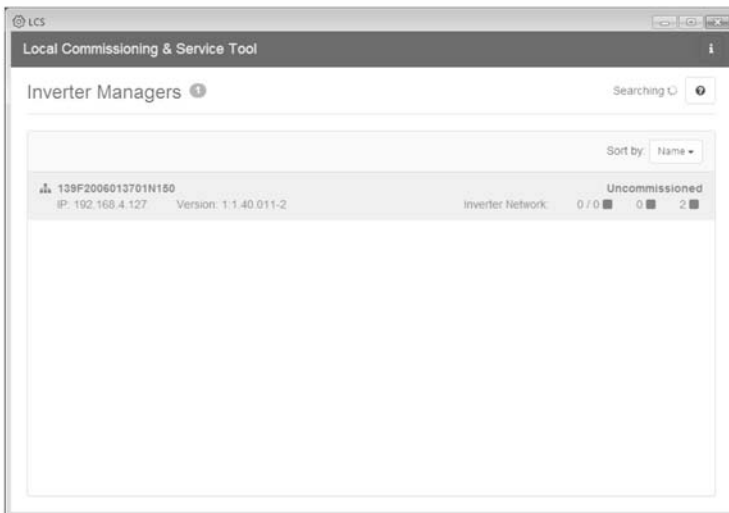 LCS
Local Commissioning & Service Tool
i
Inverter Managers 1
Searching
?
Sort by: Name
139F2006013701N150
Uncommissioned
IP: 192.168.4.127 Version: 1.1.40.011-2 Inverter Network: 0 / 0 0 2